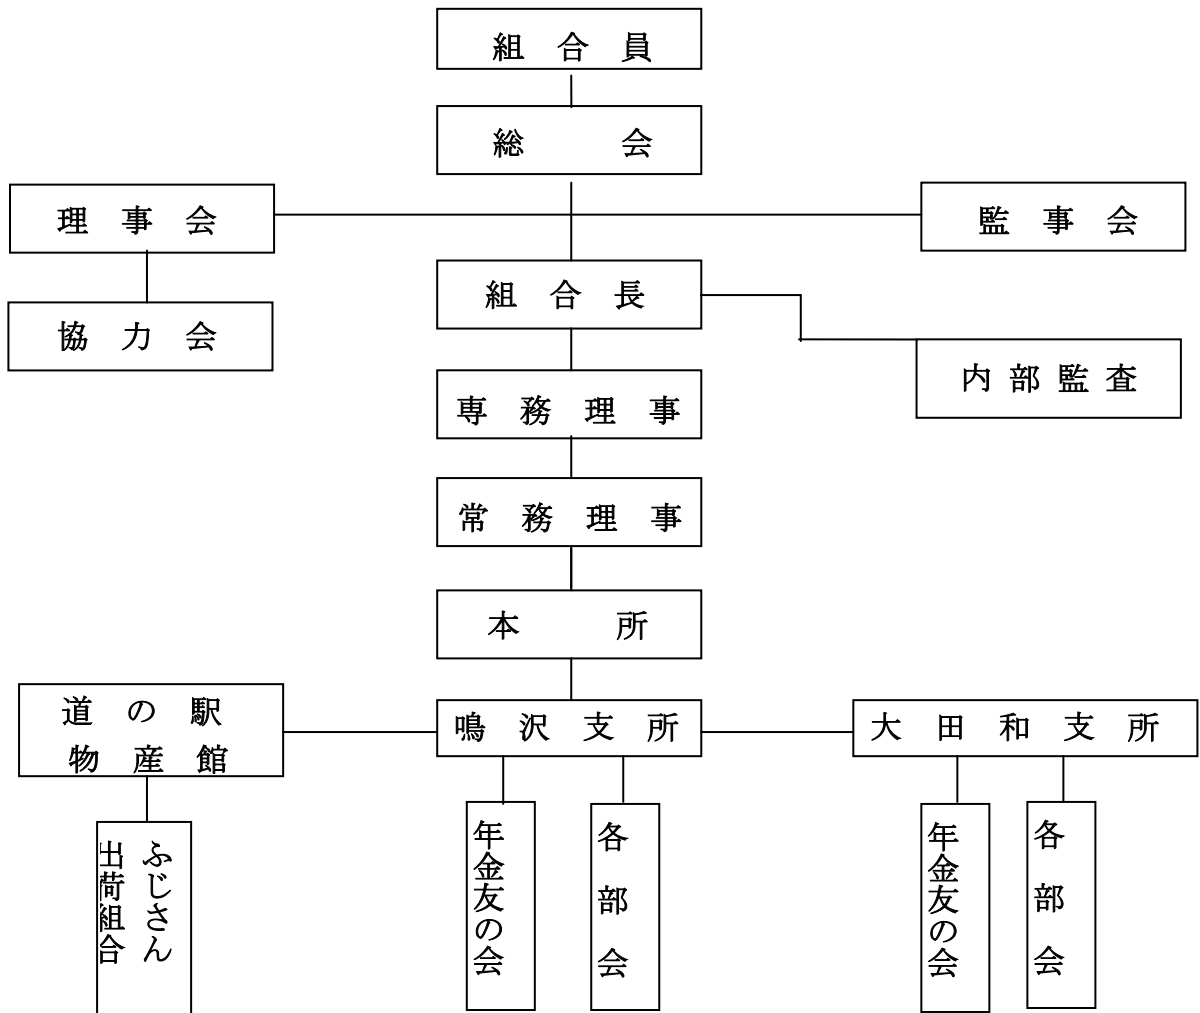 組合員
総会
理事会
監事会
組合長
協力会
内部監査
専務理事
常務理事
本所
道の駅
物産館
鳴沢支所
大田和支所
ふじさん
出荷組合
年金友の会
各部会
年金友の会
各部会